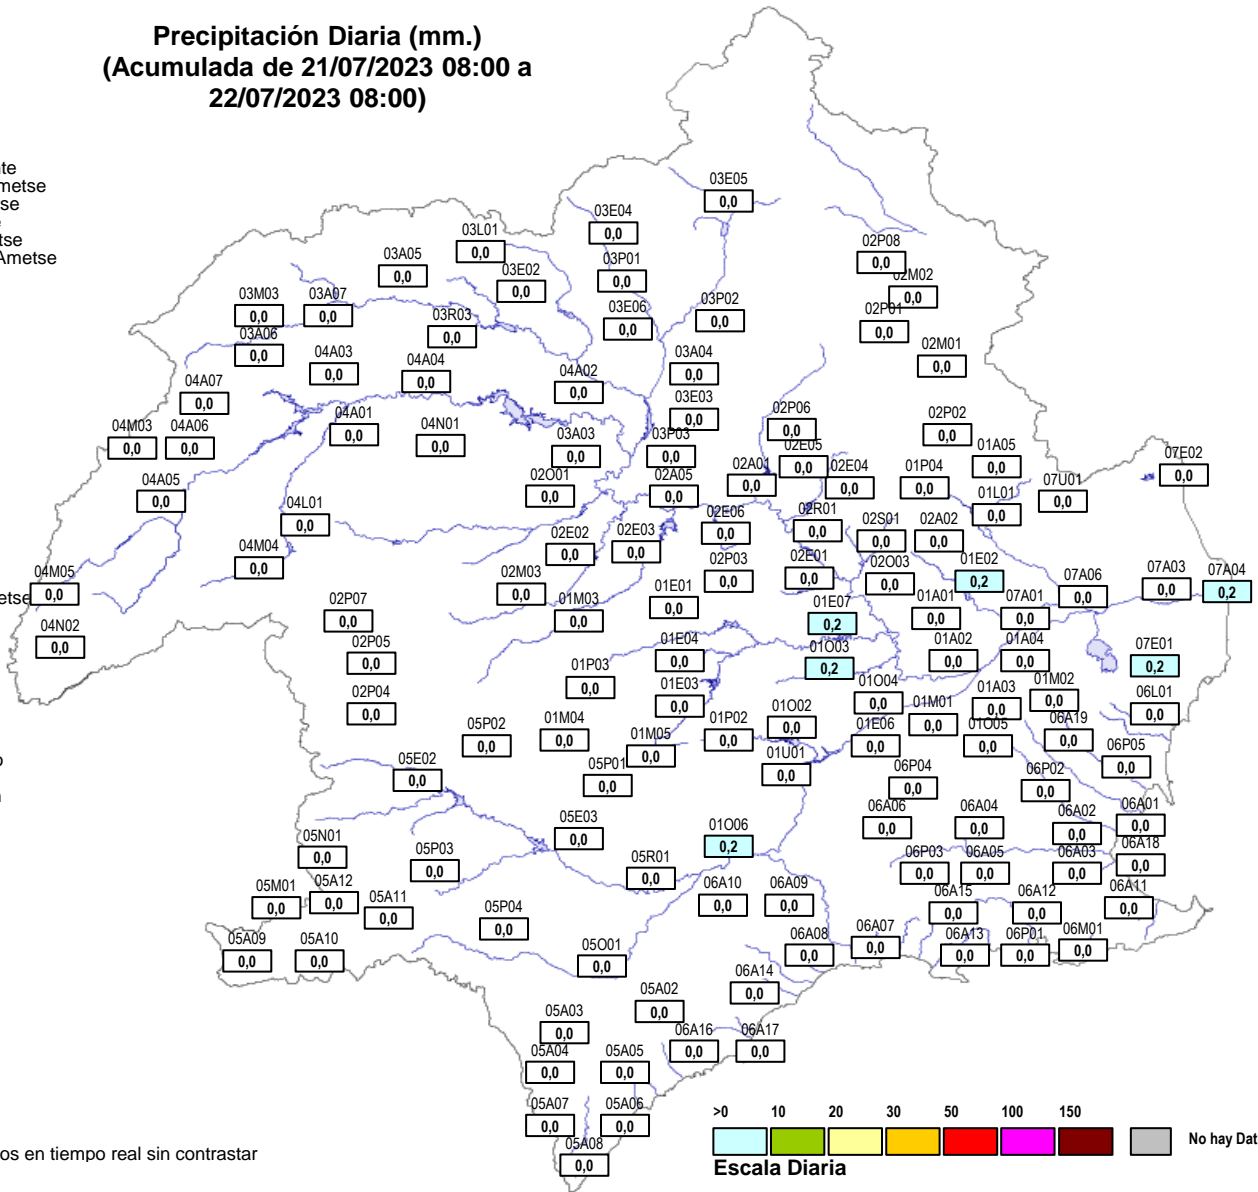 Precipitación Diaria (mm.)
(Acumulada de 21/07/2023 08:00 a
22/07/2023 08:00)
03E05
0,0
03E04
0,0
03L01
0,0
03A05
0,0
03P01
0,0
03E02
0,0
02P08
0,0
02M02
0,0
03M03
0,0
03A07
0,0
03R03
0,0
03E06
0,0
03P02
0,0
02P01
0,0
03A06
0,0
04A03
0,0
04A04
0,0
04A02
0,0
03A04
0,0
02M01
0,0
04A07
0,0
03E03
0,0
04M03
0,0
04A06
0,0
04A01
0,0
04N01
0,0
03A03
0,0
03P03
0,0
02P06
0,0
02P02
0,0
02E05
0,0
01A05
0,0
07E02
0,0
04A05
0,0
02O01
0,0
02A05
0,0
02A01
0,0
02E04
0,0
01P04
0,0
01L01
0,0
07U01
0,0
04L01
0,0
02E02
0,0
02E03
0,0
02E06
0,0
02R01
0,0
02S01
0,0
02A02
0,0
04M04
0,0
04M05
0,0
02M03
0,0
02P03
0,0
02E01
0,0
02O03
0,0
01E02
0,2
07A06
0,0
07A03
0,0
07A04
0,2
02P07
0,0
01M03
0,0
01E01
0,0
01E07
0,2
01A01
0,0
07A01
0,0
04N02
0,0
02P05
0,0
01E04
0,0
01O03
0,2
01A02
0,0
01A04
0,0
07E01
0,2
02P04
0,0
01P03
0,0
01E03
0,0
01O04
0,0
01A03
0,0
01M02
0,0
06L01
0,0
05P02
0,0
01M04
0,0
01M05
0,0
01P02
0,0
01O02
0,0
01E06
0,0
01M01
0,0
01O05
0,0
06A19
0,0
06P05
0,0
05E02
0,0
05P01
0,0
01U01
0,0
06P04
0,0
06P02
0,0
05E03
0,0
01O06
0,2
06A06
0,0
06A04
0,0
06A02
0,0
06A01
0,0
05N01
0,0
05P03
0,0
05R01
0,0
06P03
0,0
06A05
0,0
06A03
0,0
06A18
0,0
05M01
0,0
05A12
0,0
05A11
0,0
05P04
0,0
06A10
0,0
06A09
0,0
06A15
0,0
06A12
0,0
06A11
0,0
05A09
0,0
05A10
0,0
05O01
0,0
06A08
0,0
06A07
0,0
06A13
0,0
06P01
0,0
06M01
0,0
05A02
0,0
06A14
0,0
05A03
0,0
06A16
0,0
06A17
0,0
05A04
0,0
05A05
0,0
05A07
0,0
05A06
0,0
05A08
0,0
>0 10 20 30 50 100 150
No hay Dat
Escala Diaria
os en tiempo real sin contrastar